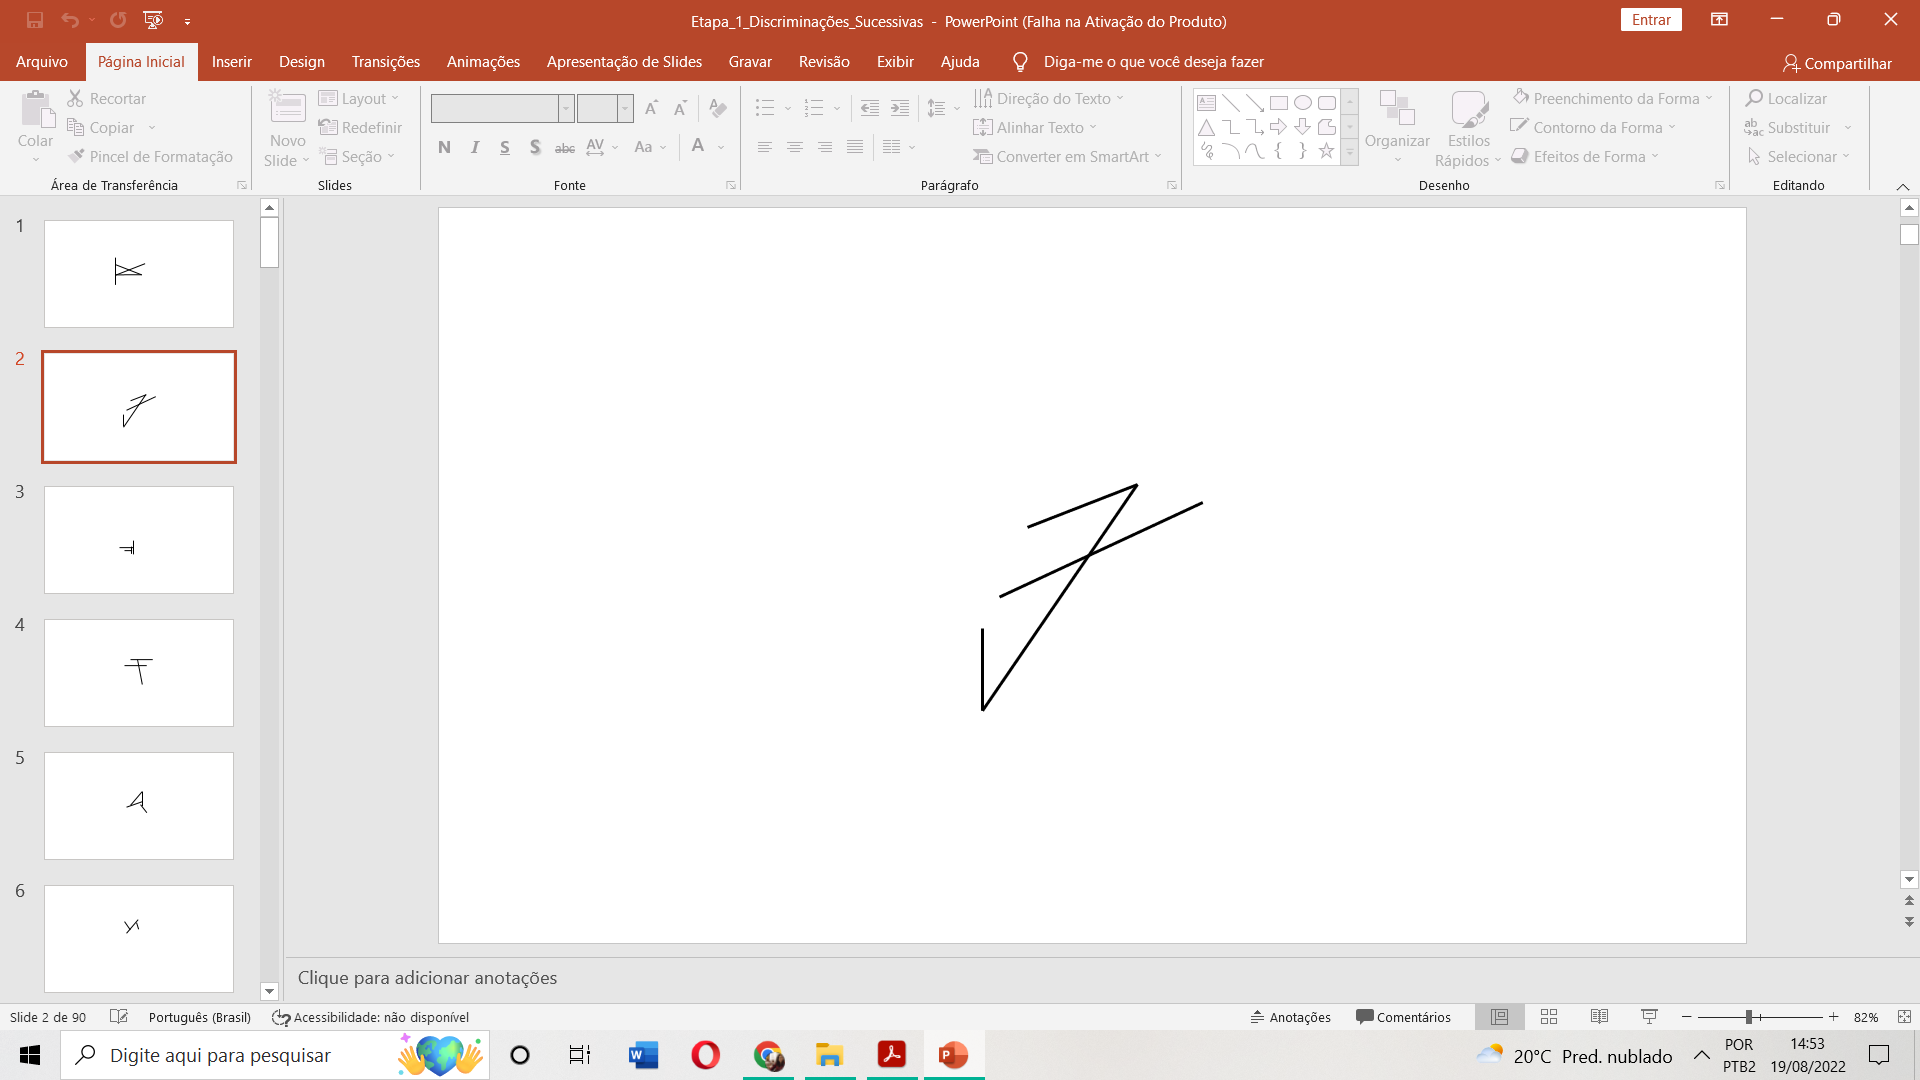 Etapa_1_Discriminações_Sucessivas - PowerPoint (Falha na Ativação do Produto)
Entrar
Arquivo Página Inicial Inserir Design Transições Animações Apresentação de Slides Gravar Revisão Exibir Ajuda Diga-me o que você deseja fazer Compartilhar
Colar
Recortar
Copiar
Pincel de Formatação
Área de Transferência
Novo Slide
Layout
Redefinir
Seção
Slides
N I S S abc AV Aa A
Fonte
Direção do Texto
Alinhar Texto
Converter em SmartArt
Parágrafo
Organizar
Estilos Rápidos
Preenchimento da Forma
Contorno da Forma
Efeitos de Forma
Desenho
Localizar
Substituir
Selecionar
Editando
1
2
3
4
5
6
Clique para adicionar anotações
Slide 2 de 90 Português (Brasil) Acessibilidade: não disponível Anotações Comentários 82%
Digite aqui para pesquisar
20°C Pred. nublado
POR
PTB2
14:53
19/08/2022